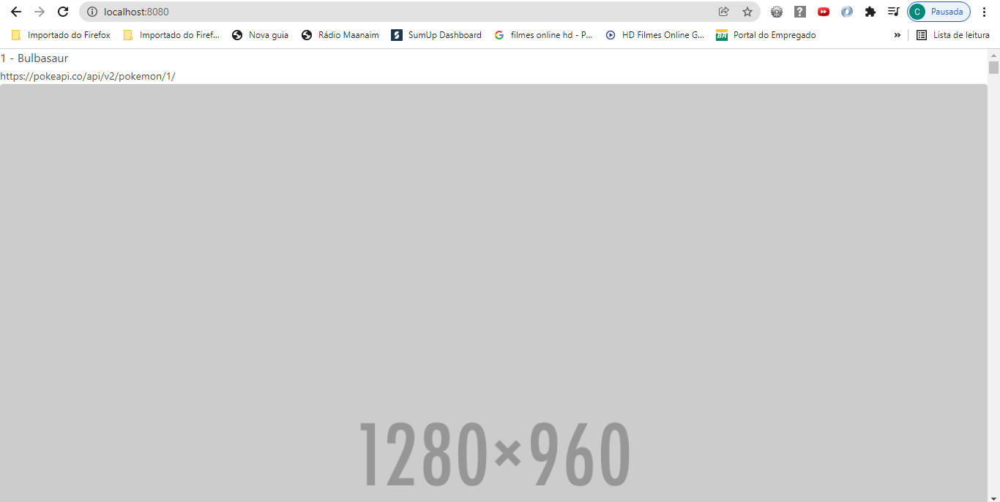 localhost:8080
C Pausada
Importado do Firefox Importado do Firef... Nova guia Rádio Maanaim SumUp Dashboard filmes online hd - P... HD Filmes Online G... BR Portal do Empregado » Lista de leitura
1 - Bulbasaur
https://pokeapi.co/api/v2/pokemon/1/
1280×960